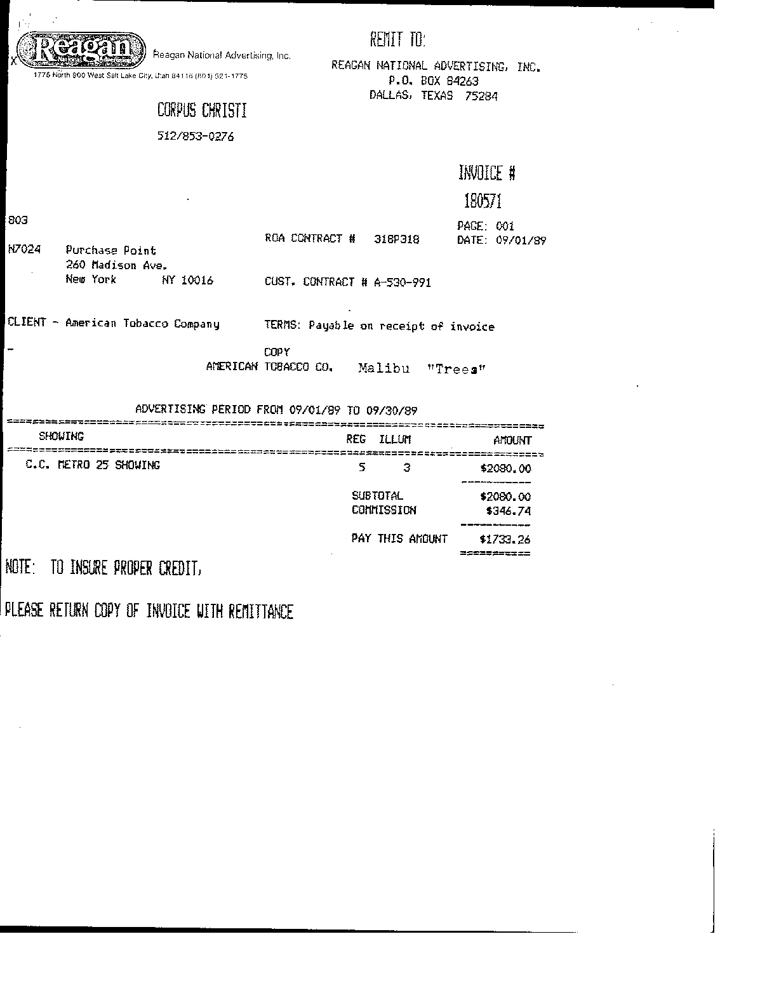 REMIT TO:
Reagan
Reagan National Advertising, Inc.
X
REAGAN NATIONAL ADVERTISING, INC.
1775 North 900 West Salt Lake City, Utah 84116 (801) 521-1775
P.O. BOX 84263
DALLAS, TEXAS 75284
CORPUS CHRISTI
512/853-0276
INVOICE #
180571
803
PAGE: 001
ROA CONTRACT # 318P318 DATE: 09/01/89
N7024 Purchase Point
260 Madison Ave.
New York NY 10016 CUST. CONTRACT # A-530-991
CLIENT - American Tobacco Company TERMS: Payable on receipt of invoice
- COPY
AMERICAN TOBACCO CO. Malibu "Trees"
ADVERTISING PERIOD FROM 09/01/89 TO 09/30/89
SHOWING REG ILLUM AMOUNT
C.C. METRO 25 SHOWING 5 3 $2080.00
SUBTOTAL $2080.00
COMMISSION $346.74
PAY THIS AMOUNT $1733.26
NOTE: TO INSURE PROPER CREDIT,
PLEASE RETURN COPY OF INVOICE WITH REMITTANCE